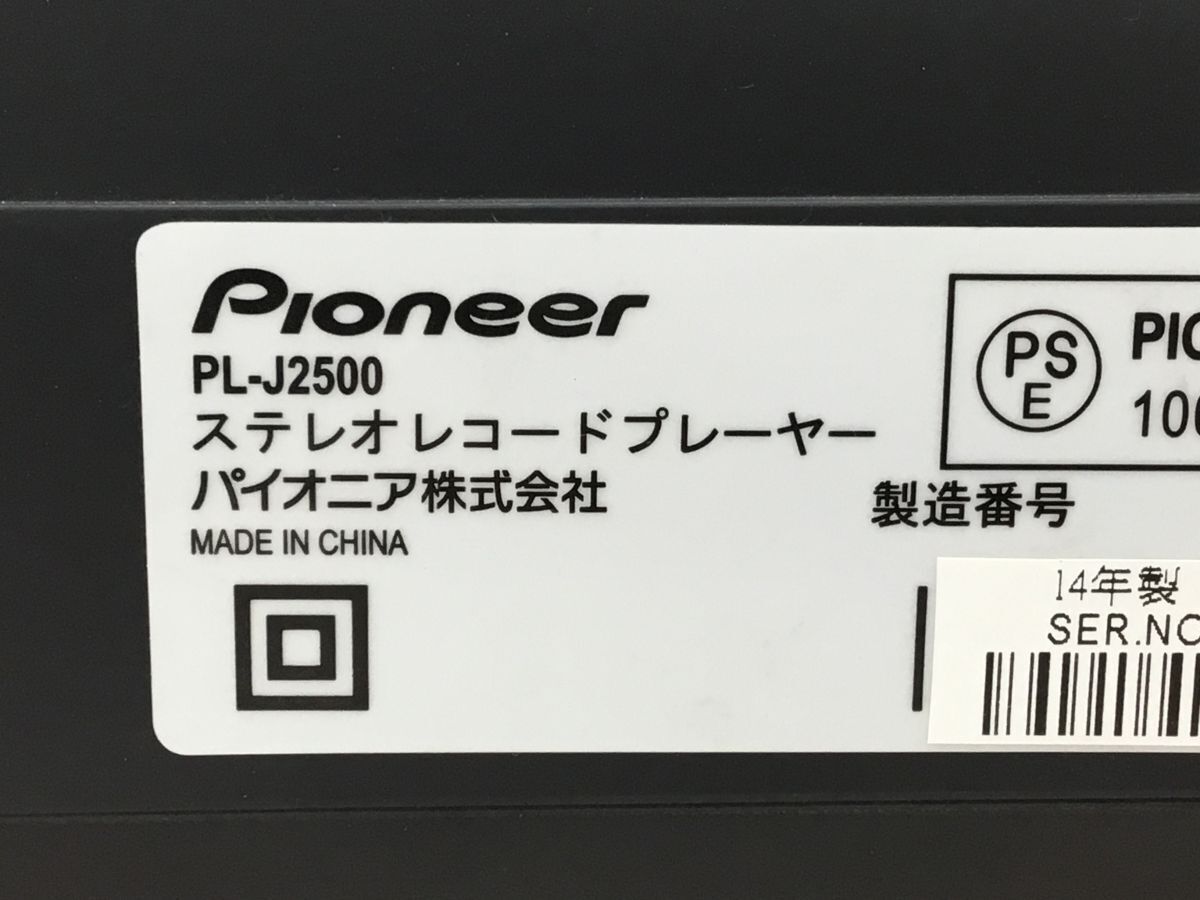 Pioneer
PL-J2500
ステレオレコードプレーヤー
パイオニア株式会社
MADE IN CHINA
PS
E
製造番号
14年製